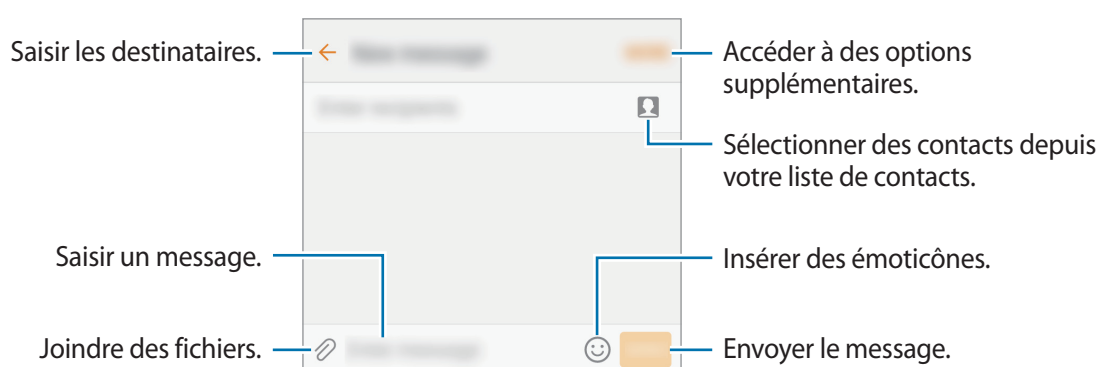 Saisir les destinataires.
Accéder à des options
supplémentaires.
Sélectionner des contacts depuis
votre liste de contacts.
Saisir un message.
Insérer des émoticônes.
Joindre des fichiers.
Envoyer le message.